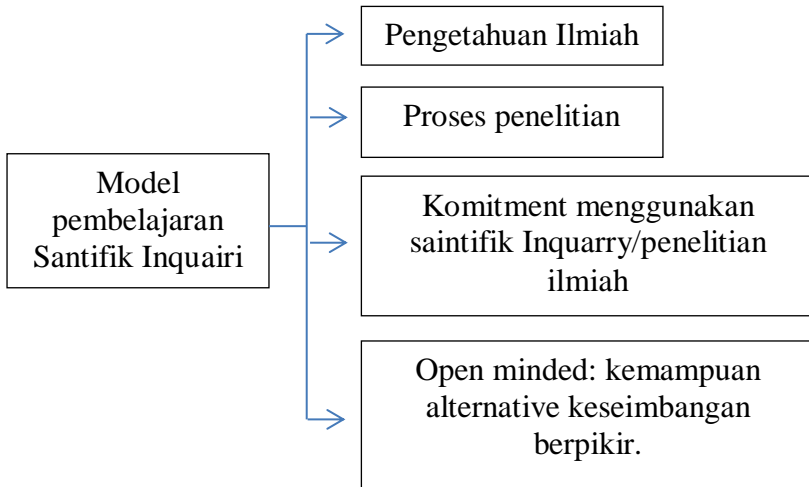 Model
pembelajaran
Santifik Inquairi
Pengetahuan Ilmiah
Proses penelitian
Komitment menggunakan
saintifik Inquarry/penelitian
ilmiah
Open minded: kemampuan
alternative keseimbangan
berpikir.